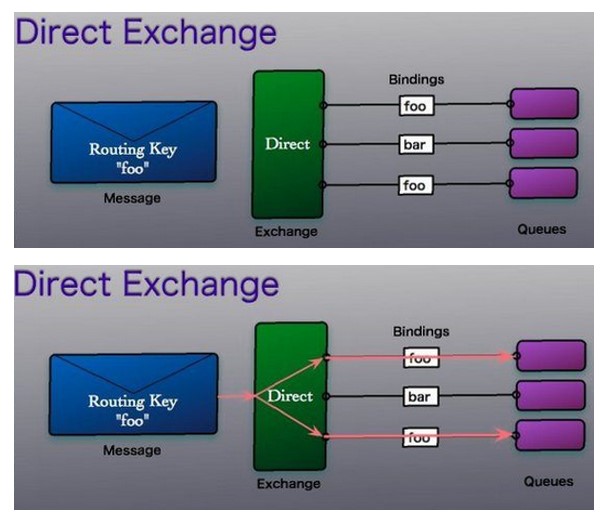 Direct Exchange
Bindings
foo
Routing Key
"foo"
Direct
bar
foo
Message
Exchange
Queues
Direct Exchange
Bindings
foo
Routing Key
"foo"
Direct
bar
foo
Message
Exchange
Queues